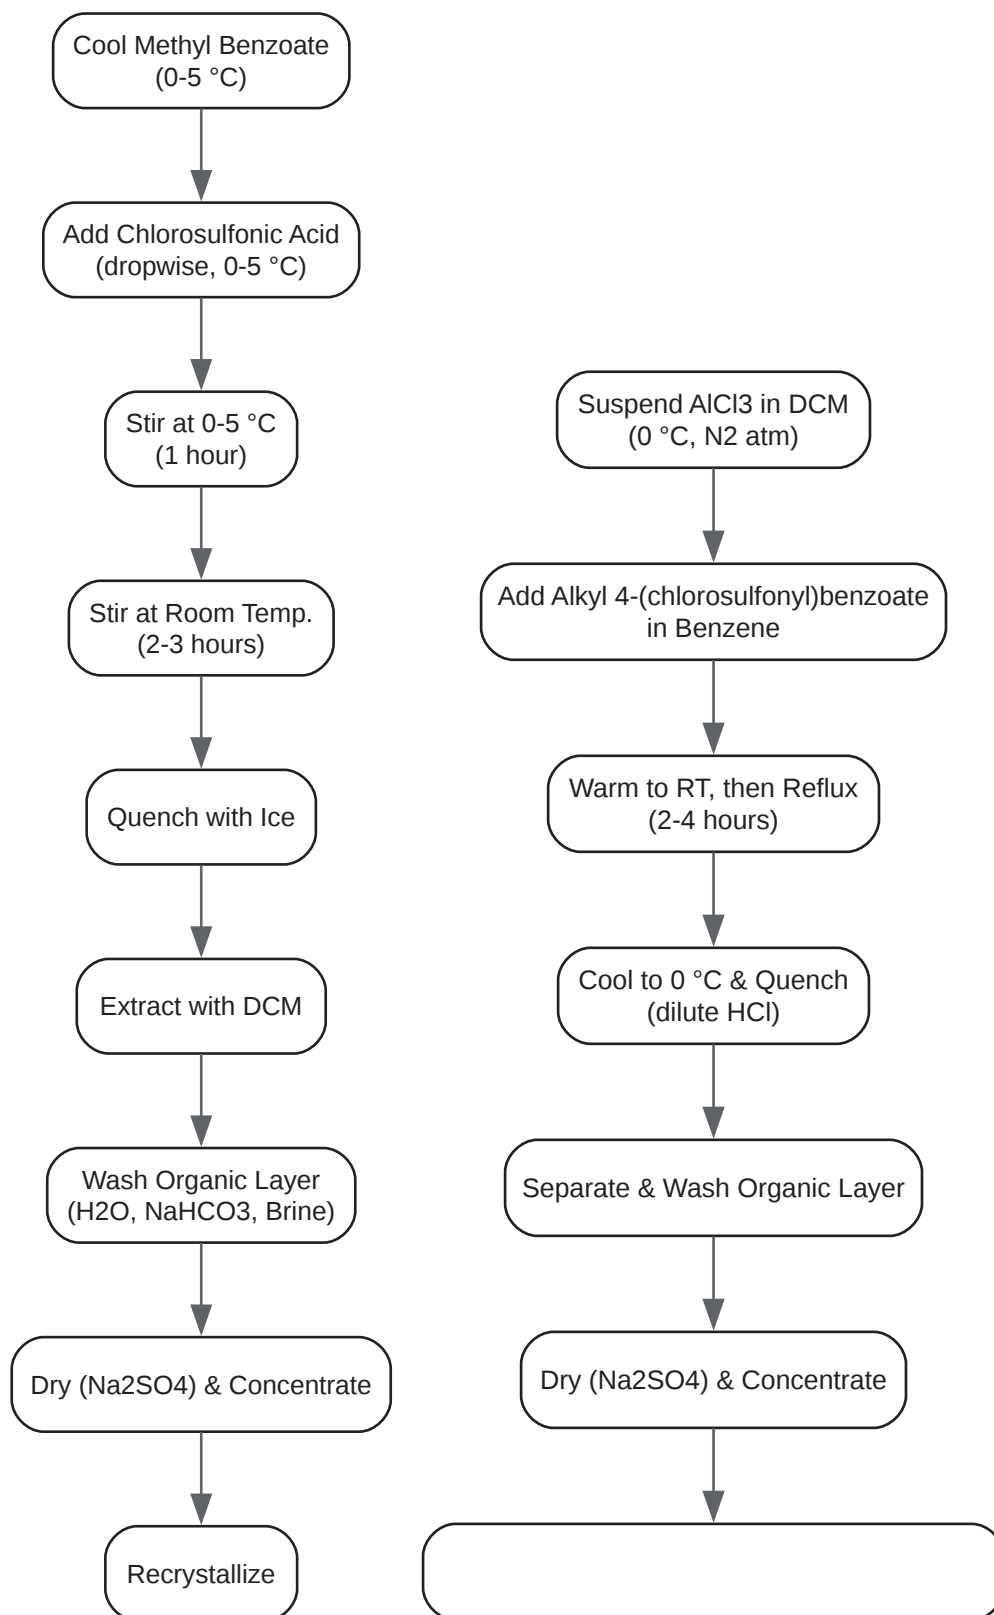 Cool Methyl Benzoate
(0-5 °C)
Add Chlorosulfonic Acid
(dropwise, 0-5 °C)
Stir at 0-5 °C
(1 hour)
Stir at Room Temp.
(2-3 hours)
Quench with Ice
Extract with DCM
Wash Organic Layer
(H2O, NaHCO3, Brine)
Dry (Na2SO4) & Concentrate
Recrystallize
Suspend AlCl3 in DCM
(0 °C, N2 atm)
Add Alkyl 4-(chlorosulfonyl)benzoate
in Benzene
Warm to RT, then Reflux
(2-4 hours)
Cool to 0 °C & Quench
(dilute HCl)
Separate & Wash Organic Layer
Dry (Na2SO4) & Concentrate